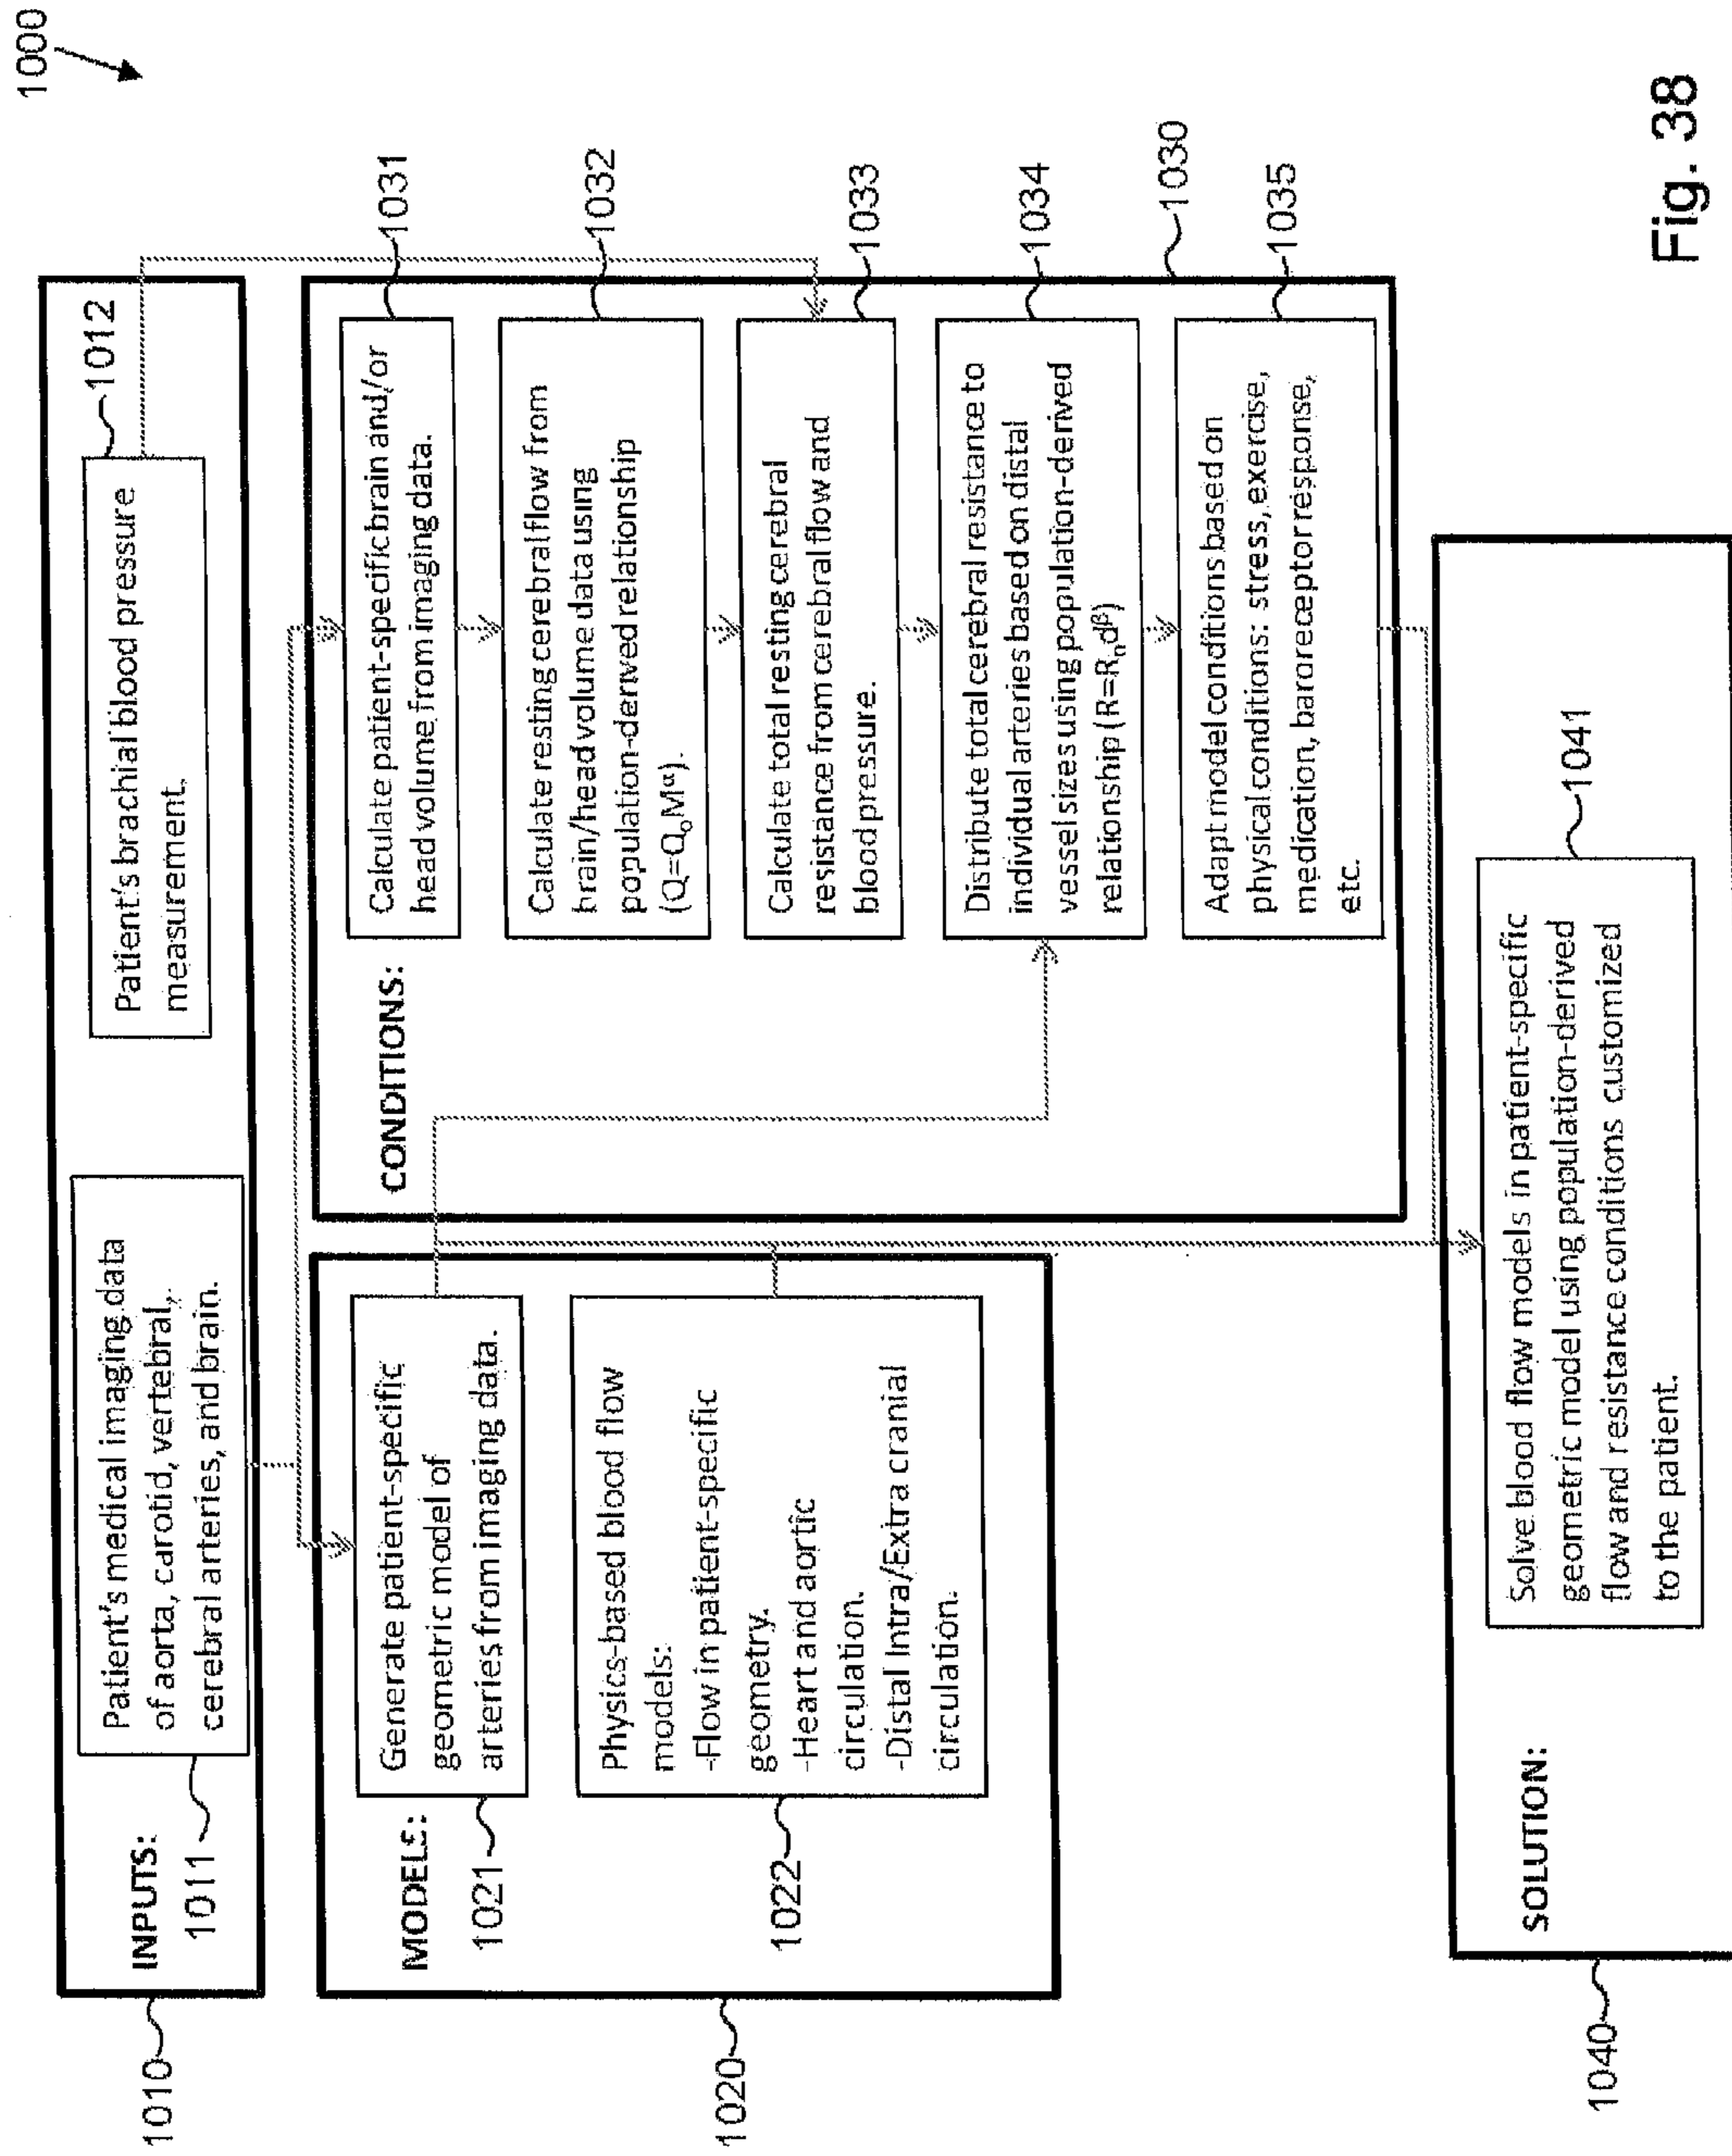 1000
1010
INPUTS:
1011
Patient's medical imaging data
of aorta, carotid, vertebral,
cerebral arteries, and brain.
1012
Patient's brachial blood pressure
measurement.
1020
MODELS:
1021
Generate patient-specific
geometric model of
arteries from imaging data.
1022
Physics-based blood flow
models:
-Flow in patient-specific
geometry.
-Heart and aortic
circulation.
-Distal Intra/Extra cranial
circulation.
CONDITIONS:
1031
Calculate patient-specific brain and/or
head volume from imaging data.
1032
Calculate resting cerebral flow from
brain/head volume data using
population-derived relationship
(Q=QₒMᵅ).
1033
Calculate total resting cerebral
resistance from cerebral flow and
blood pressure.
1034
Distribute total cerebral resistance to
individual arteries based on distal
vessel sizes using population-derived
relationship (R=Rₒdᵝ)
1030
1035
Adapt model conditions based on
physical conditions: stress, exercise,
medication, baroreceptor response,
etc.
1040
SOLUTION:
1041
Solve blood flow models in patient-specific
geometric model using population-derived
flow and resistance conditions customized
to the patient.
Fig. 38